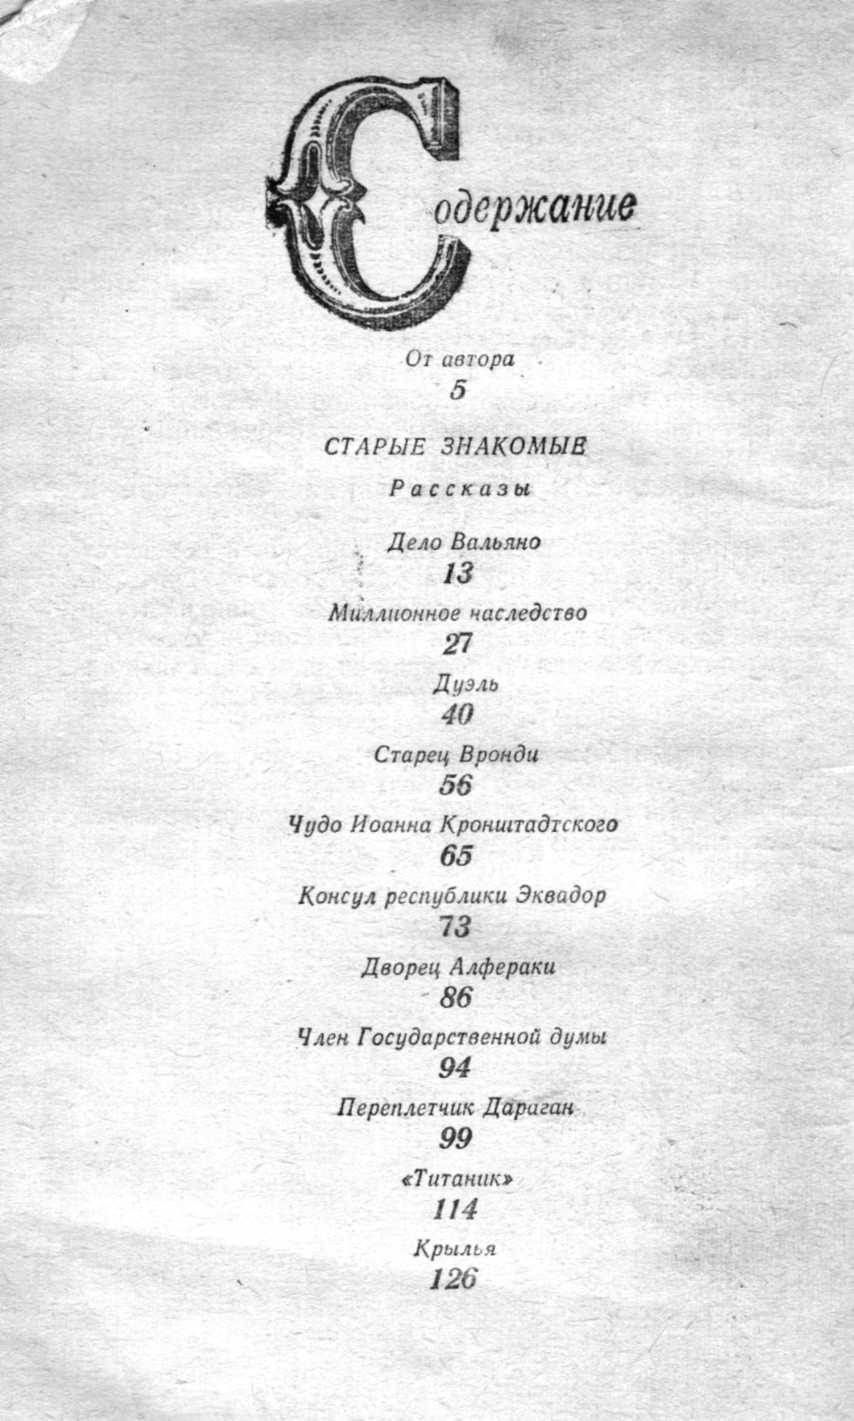 Содержание
От автора
5
СТАРЫЕ ЗНАКОМЫЕ
Рассказы
Дело Вальяно
13
Миллионное наследство
27
Дуэль
40
Старец Вронди
56
Чудо Иоанна Кронштадтского
65
Консул республики Эквадор
73
Дворец Алфераки
86
Член Государственной думы
94
Переплетчик Дараган
99
«Титаник»
114
Крылья
126